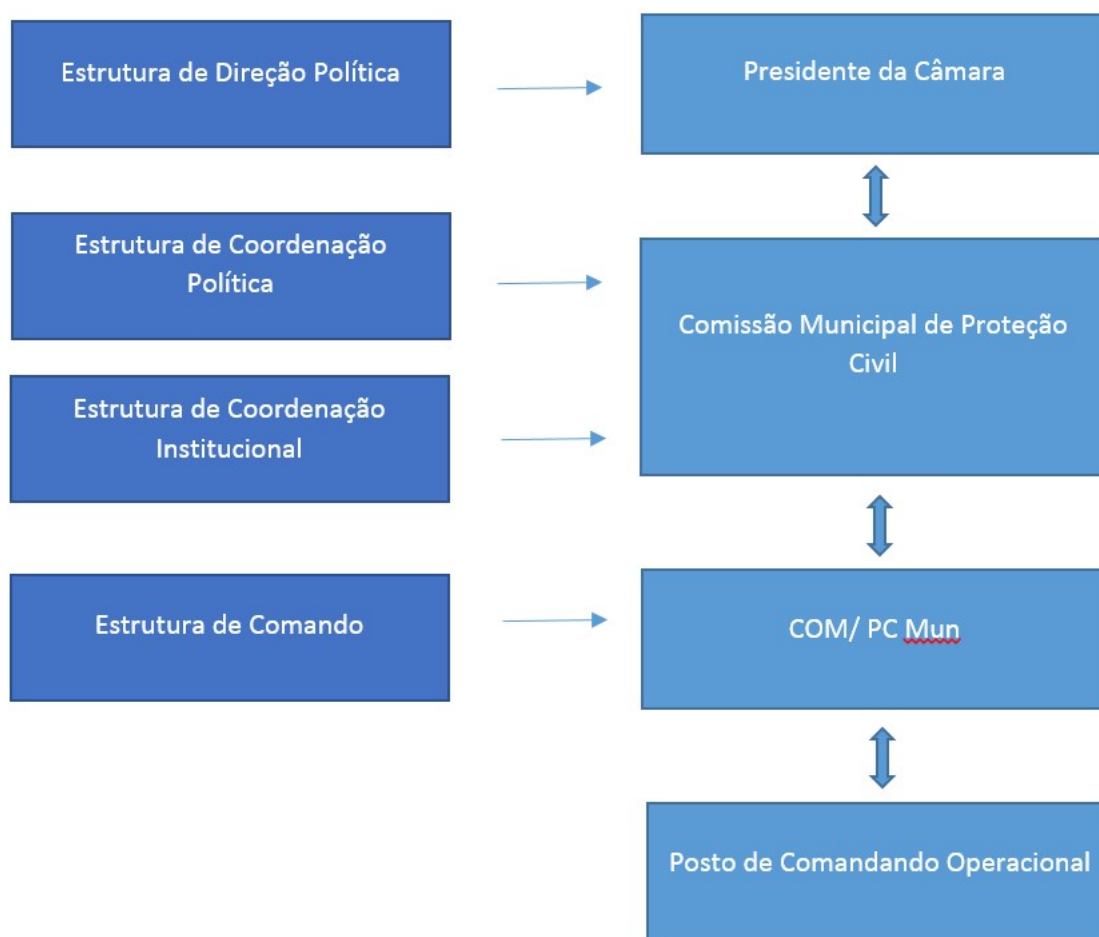 Estrutura de Direção Política
Presidente da Câmara
Estrutura de Coordenação
Política
Comissão Municipal de Proteção
Civil
Estrutura de Coordenação
Institucional
Estrutura de Comando
COM/ PC Mun
Posto de Comandando Operacional